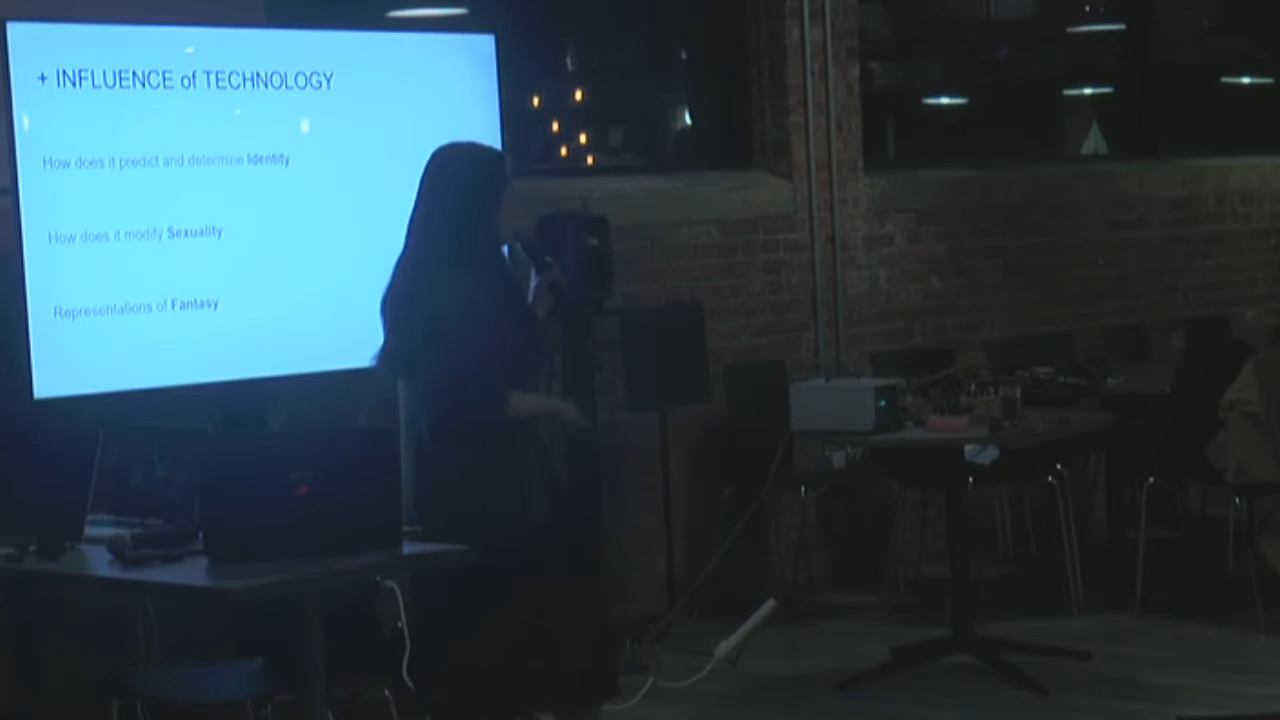 + INFLUENCE of TECHNOLOGY
How does it predict and determine Identity
How does it modify Sexuality
Representations of Fantasy